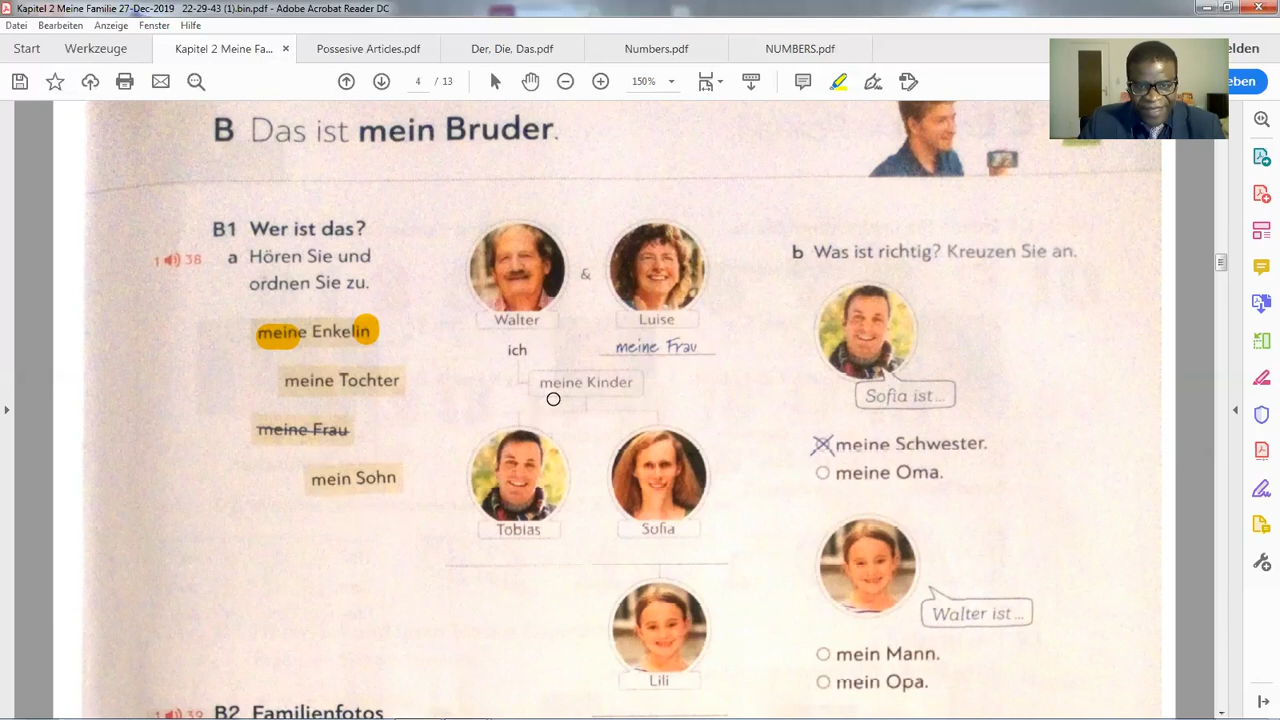 Kapitel 2 Meine Familie 27-Dec-2019 22-29-43 (1).bin.pdf - Adobe Acrobat Reader DC
Datei Bearbeiten Anzeige Fenster Hilfe
Start Werkzeuge Kapitel 2 Meine Fa... × Possesive Articles.pdf Der, Die. Das.pdf Numbers.pdf NUMBERS.pdf elden
4 / 13 150% eben
B Das ist mein Bruder.
B1 Wer ist das?
1 38 a Hören Sie und
ordnen Sie zu.
meine Enkelin
meine Tochter
meine Frau
mein Sohn
&
Walter Luise
ich meine Frau
meine Kinder
Tobias Sofia
Lili
b Was ist richtig? Kreuzen Sie an.
Sofia ist ...
meine Schwester.
meine Oma.
Walter ist ...
mein Mann.
mein Opa.
1 39 B2 Familienfotos